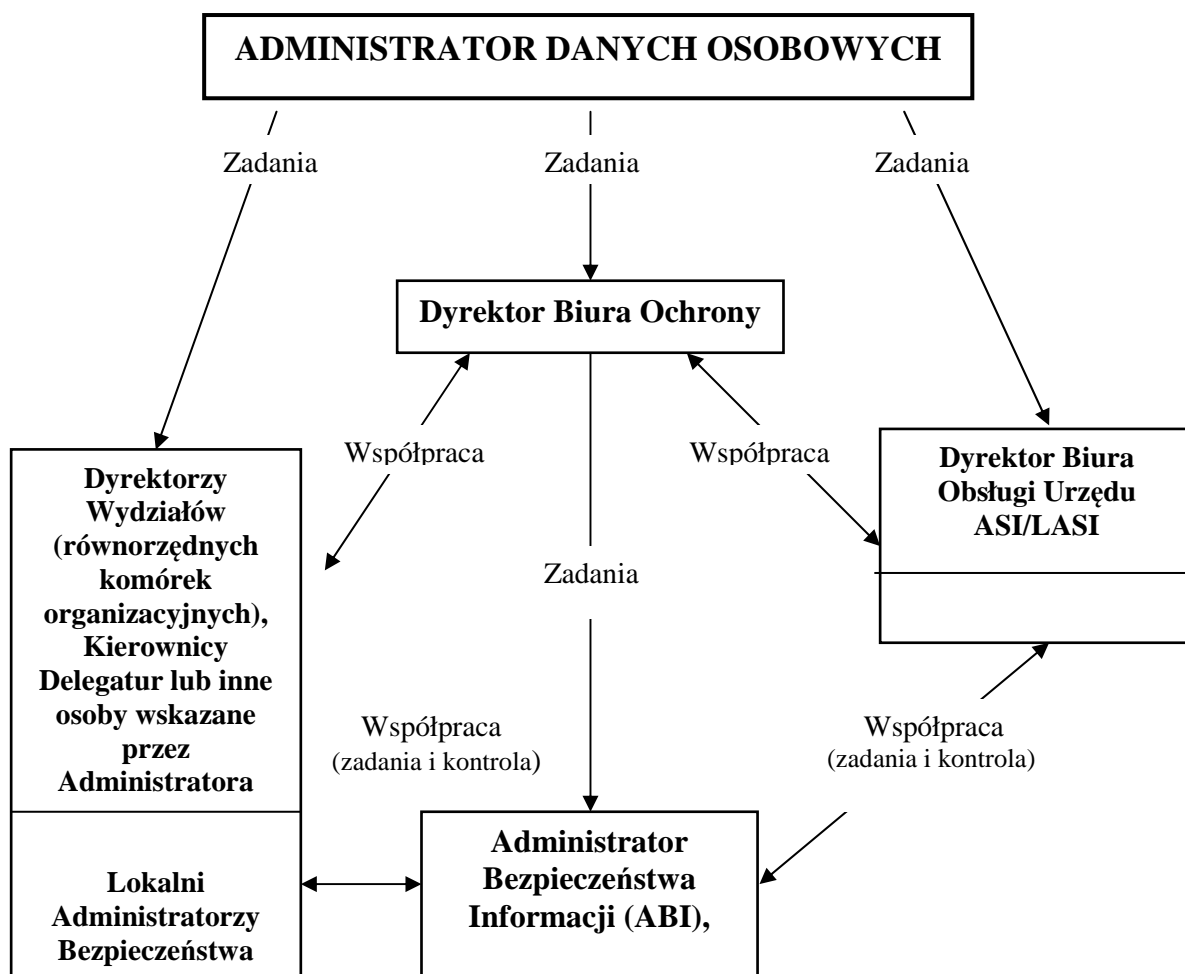 ADMINISTRATOR DANYCH OSOBOWYCH
Zadania
Zadania
Zadania
Dyrektor Biura Ochrony
Współpraca
Współpraca
Dyrektorzy
Wydziałów
(równorzędnych
komórek
organizacyjnych),
Kierownicy
Delegatur lub inne
osoby wskazane
przez
Administratora
Dyrektor Biura
Obsługi Urzędu
ASI/LASI
Zadania
Współpraca
(zadania i kontrola)
Współpraca
(zadania i kontrola)
Lokalni
Administratorzy
Bezpieczeństwa
Administrator
Bezpieczeństwa
Informacji (ABI),